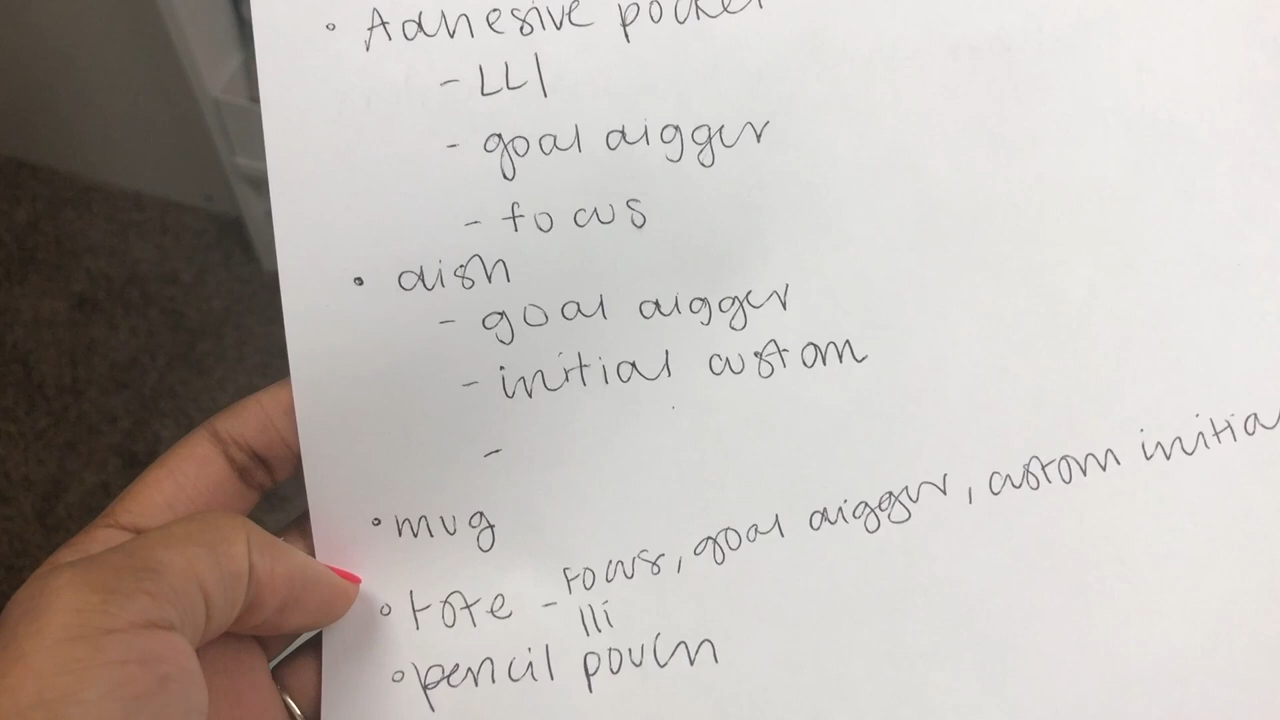 • Adhesive pocket
- LLI
- goal digger
- focus
• dish
- goal digger
- initial custom
-
• mug
• tote - focus, goal digger, custom initia
lli
• pencil pouch